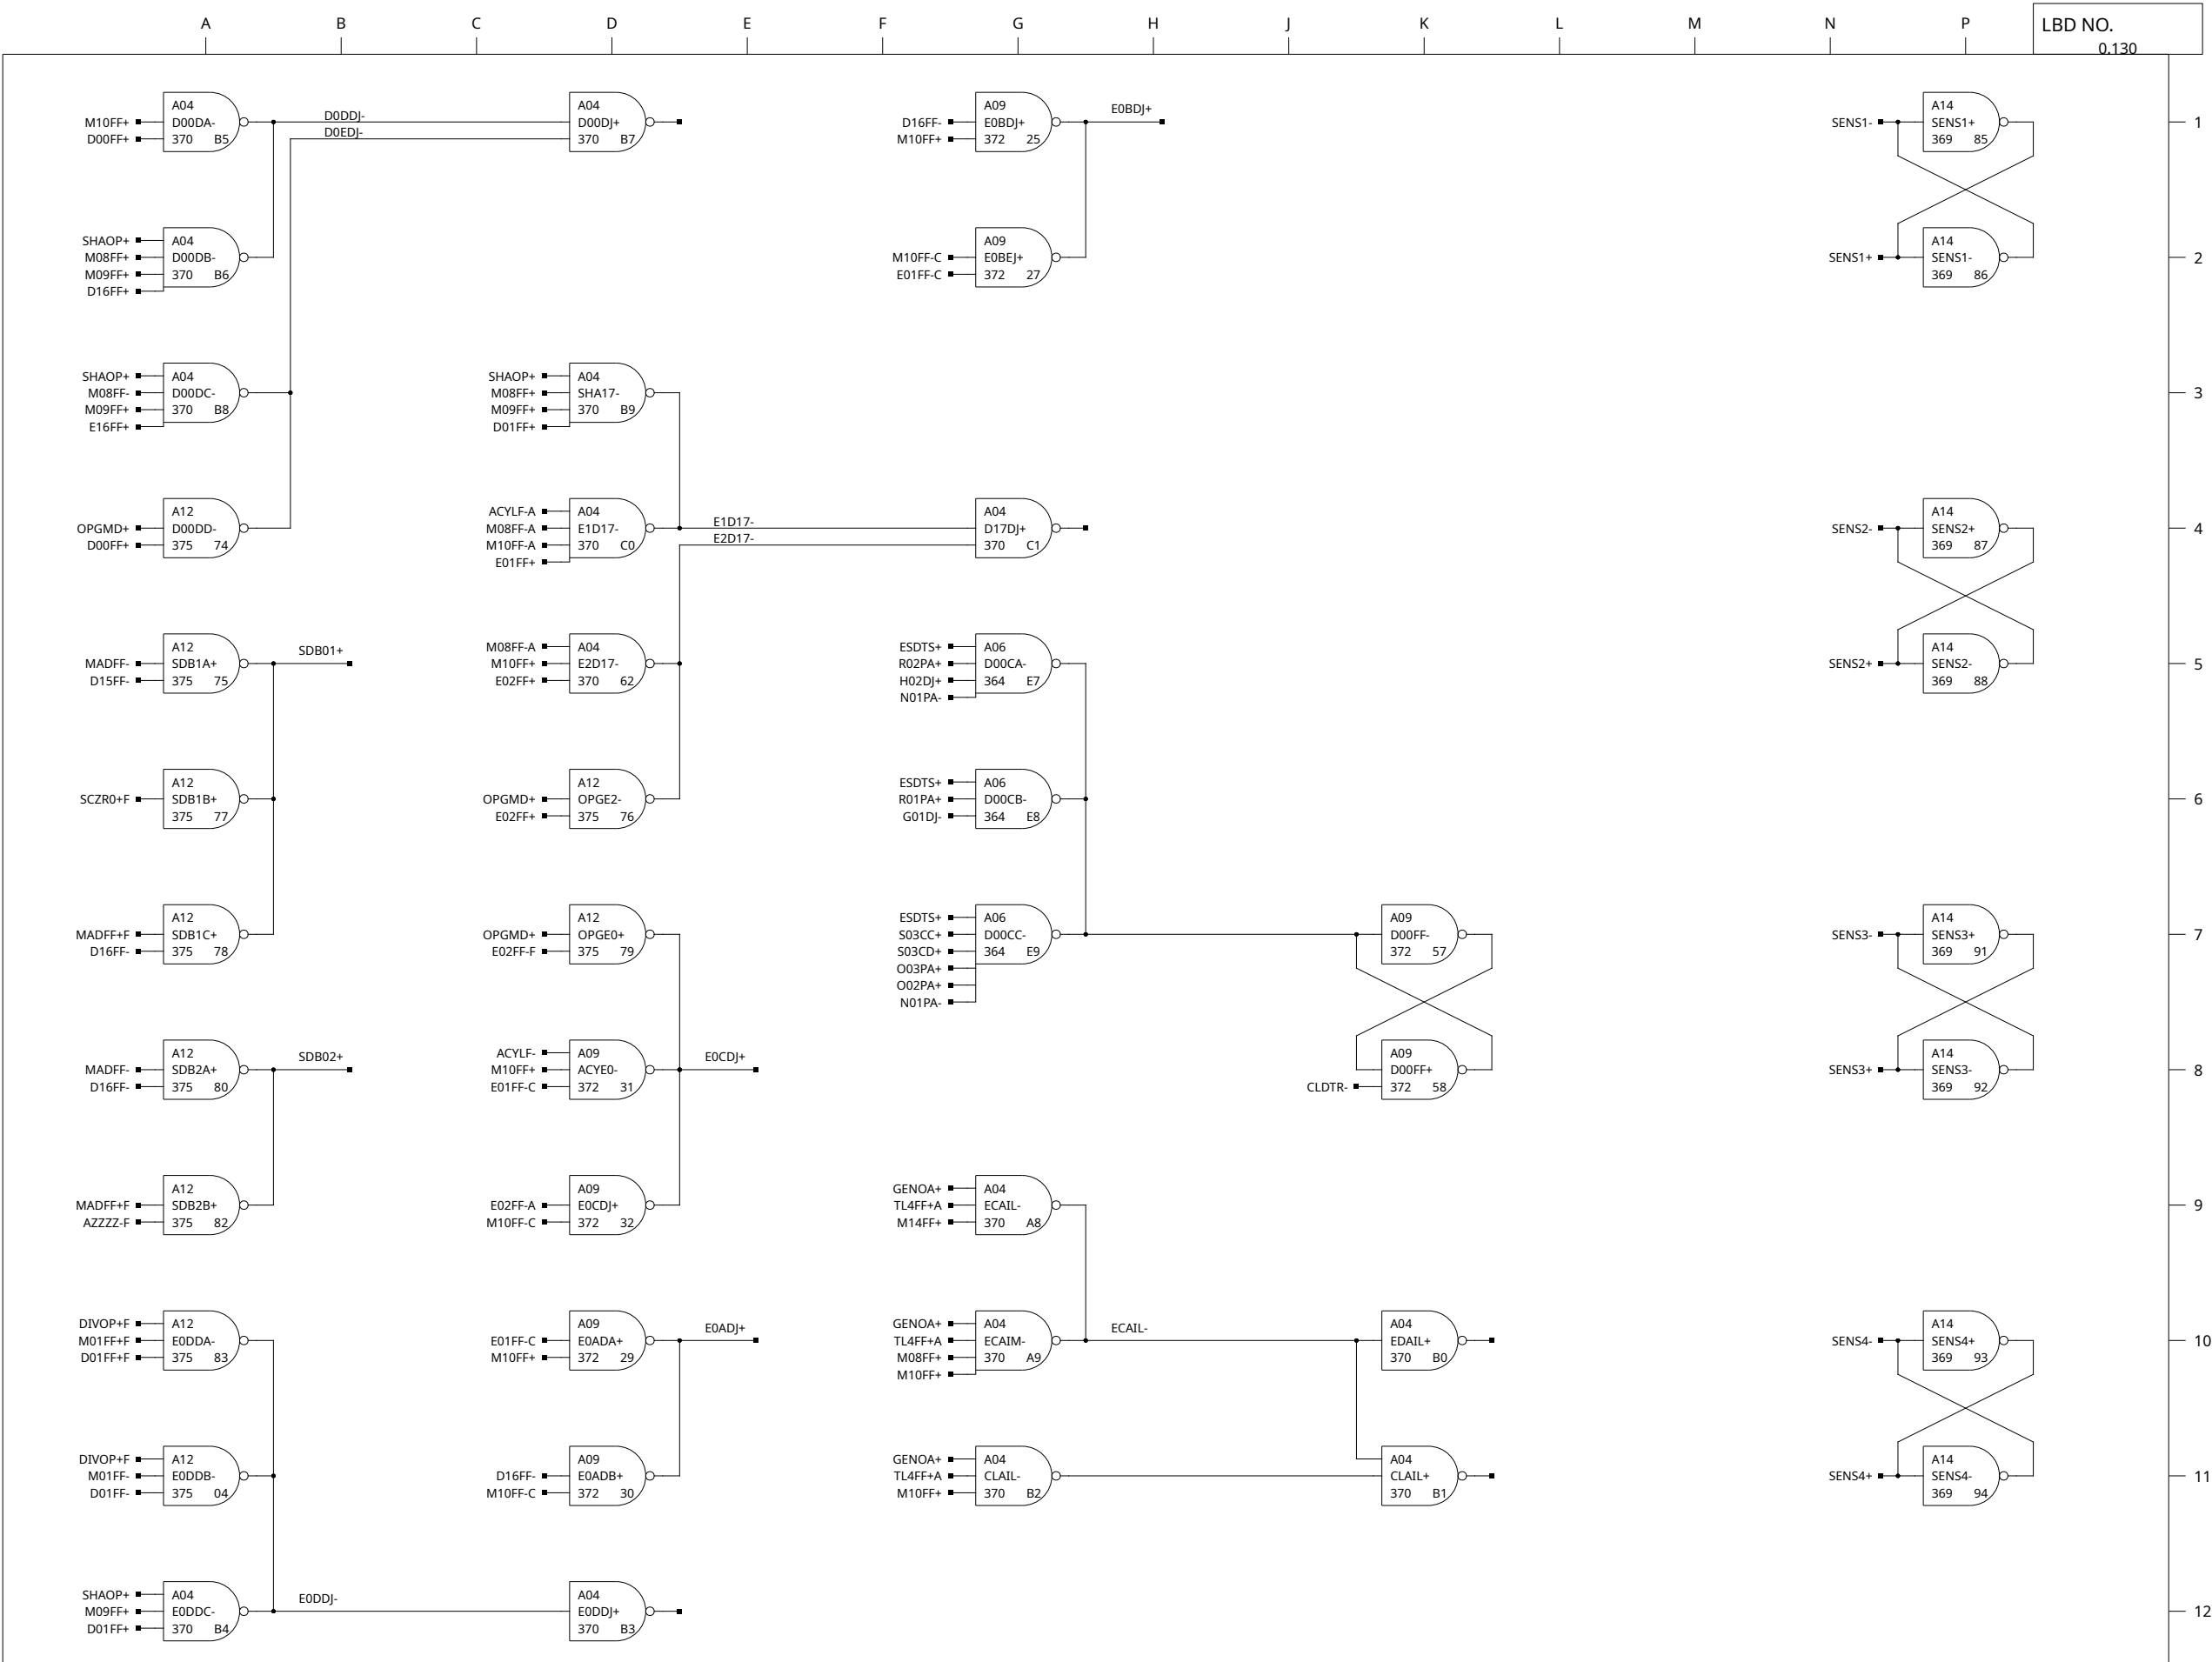 A B C D E F G H J K L M N P
LBD NO.
0.130
1
2
3
4
5
6
7
8
9
10
11
12
M10FF+
D00FF+
A04
D00DA-
370 B5
D0DDJ-
D0EDJ-
A04
D00DJ+
370 B7
D16FF-
M10FF+
A09
E0BDJ+
372 25
E0BDJ+
SENS1-
A14
SENS1+
369 85
SHAOP+
M08FF+
M09FF+
D16FF+
A04
D00DB-
370 B6
M10FF-C
E01FF-C
A09
E0BEJ+
372 27
SENS1+
A14
SENS1-
369 86
SHAOP+
M08FF-
M09FF+
E16FF+
A04
D00DC-
370 B8
SHAOP+
M08FF+
M09FF+
D01FF+
A04
SHA17-
370 B9
OPGMD+
D00FF+
A12
D00DD-
375 74
ACYLF-A
M08FF-A
M10FF-A
E01FF+
A04
E1D17-
370 C0
E1D17-
E2D17-
A04
D17DJ+
370 C1
SENS2-
A14
SENS2+
369 87
MADFF-
D15FF-
A12
SDB1A+
375 75
SDB01+
M08FF-A
M10FF+
E02FF+
A04
E2D17-
370 62
ESDTS+
R02PA+
H02DJ+
N01PA-
A06
D00CA-
364 E7
SENS2+
A14
SENS2-
369 88
SCZR0+F
A12
SDB1B+
375 77
OPGMD+
E02FF+
A12
OPGE2-
375 76
ESDTS+
R01PA+
G01DJ-
A06
D00CB-
364 E8
MADFF+F
D16FF-
A12
SDB1C+
375 78
OPGMD+
E02FF-F
A12
OPGE0+
375 79
ESDTS+
S03CC+
S03CD+
O03PA+
O02PA+
N01PA-
A06
D00CC-
364 E9
A09
D00FF-
372 57
SENS3-
A14
SENS3+
369 91
MADFF-
D16FF-
A12
SDB2A+
375 80
SDB02+
ACYLF-
M10FF+
E01FF-C
A09
ACYE0-
372 31
E0CDJ+
CLDTR-
A09
D00FF+
372 58
SENS3+
A14
SENS3-
369 92
MADFF+F
AZZZZ-F
A12
SDB2B+
375 82
E02FF-A
M10FF-C
A09
E0CDJ+
372 32
GENOA+
TL4FF+A
M14FF+
A04
ECAIL-
370 A8
DIVOP+F
M01FF+F
D01FF+F
A12
E0DDA-
375 83
E01FF-C
M10FF+
A09
E0ADA+
372 29
E0ADJ+
GENOA+
TL4FF+A
M08FF+
M10FF+
A04
ECAIM-
370 A9
ECAIL-
A04
EDAIL+
370 B0
SENS4-
A14
SENS4+
369 93
DIVOP+F
M01FF-
D01FF-
A12
E0DDB-
375 04
D16FF-
M10FF-C
A09
E0ADB+
372 30
GENOA+
TL4FF+A
M10FF+
A04
CLAIL-
370 B2
A04
CLAIL+
370 B1
SENS4+
A14
SENS4-
369 94
SHAOP+
M09FF+
D01FF+
A04
E0DDC-
370 B4
E0DDJ-
A04
E0DDJ+
370 B3